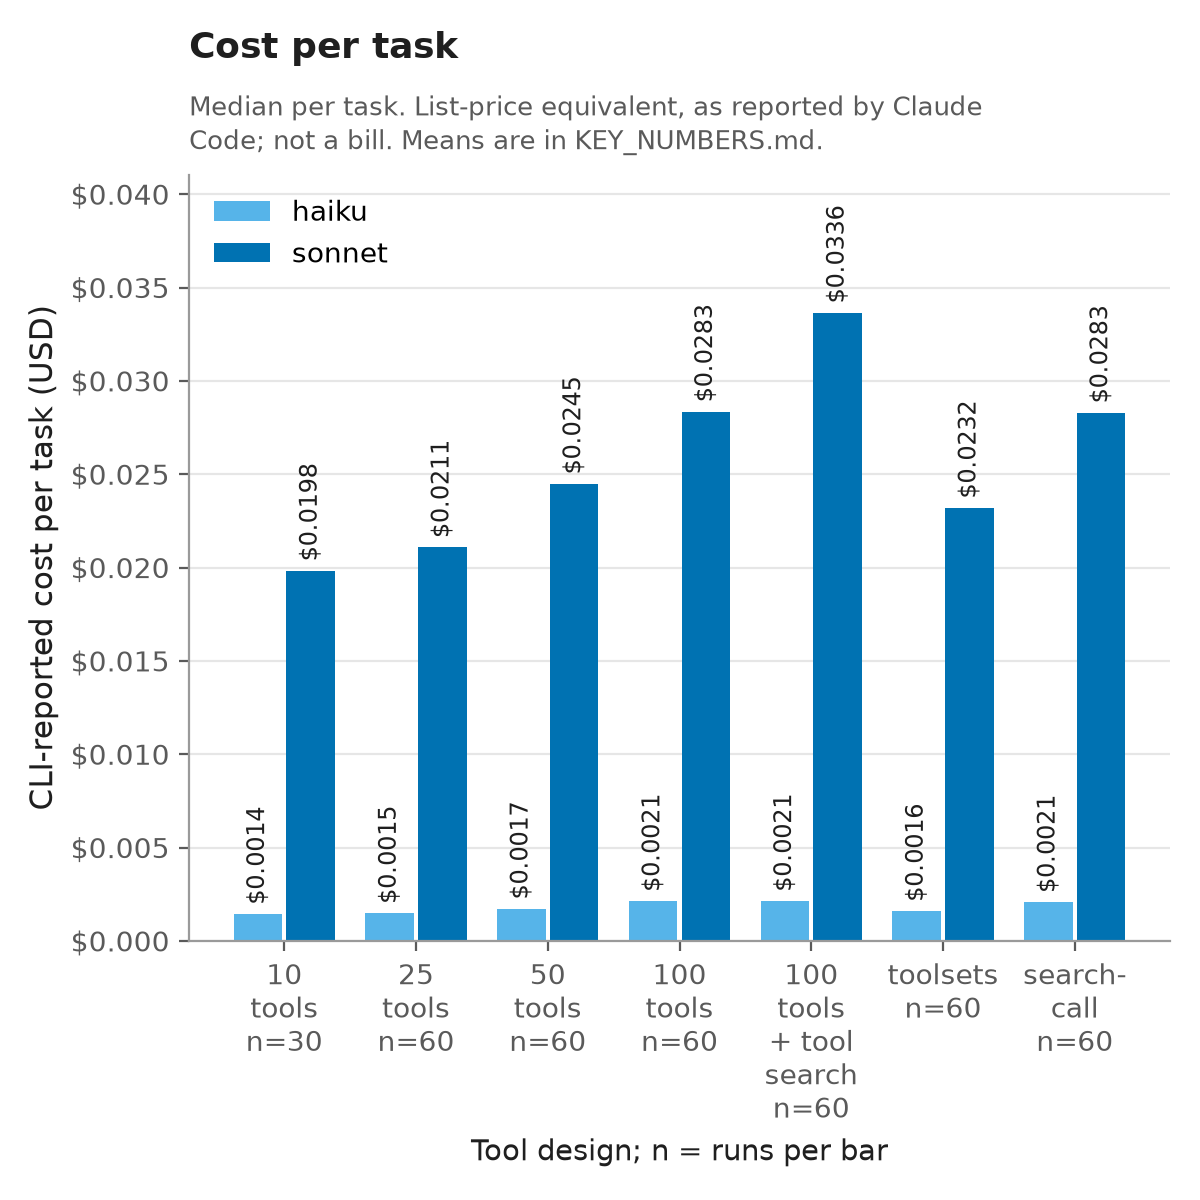 Cost per task
Median per task. List-price equivalent, as reported by Claude
Code; not a bill. Means are in KEY_NUMBERS.md.
CLI-reported cost per task (USD)
$0.040
$0.035
$0.030
$0.025
$0.020
$0.015
$0.010
$0.005
$0.000
haiku
sonnet
$0.0014
$0.0198
$0.0015
$0.0211
$0.0017
$0.0245
$0.0021
$0.0283
$0.0021
$0.0336
$0.0016
$0.0232
$0.0021
$0.0283
10
tools
n=30
25
tools
n=60
50
tools
n=60
100
tools
n=60
100
tools
+ tool
search
n=60
toolsets
n=60
search-
call
n=60
Tool design; n = runs per bar